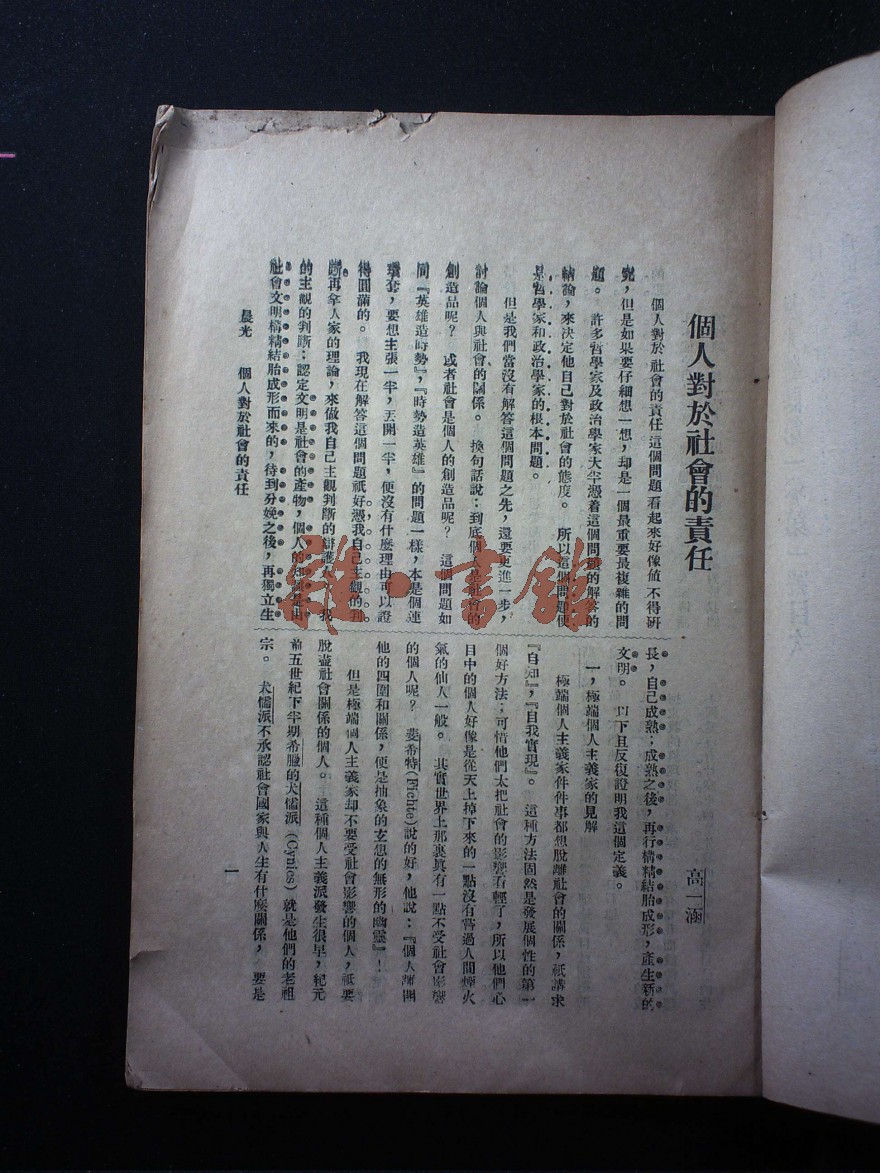 個人對於社會的責任
高一涵
個人對於社會的責任這個問題看起來好像值不得研
究，但是如果要仔細想一想，却是一個最重要最複雜的問
題。許多哲學家及政治學家大半憑着這個問題的解答的
結論，來決定他自己對於社會的態度。所以這個問題便
是哲學家和政治學家的根本問題。
但是我們當沒有解答這個問題之先，還要更進一步，
討論個人與社會的關係。換句話說：到底個人是社會的
創造品呢？或者社會是個人的創造品呢？這個問題如
同『英雄造時勢』，『時勢造英雄』的問題一樣，本是個連
環套，要想主張一半，丟開一半，便沒有什麼理由可以證
得圓滿的。我現在解答這個問題祇好憑我自己主觀的判
斷再拿人家的理論，來做我自己主觀判斷的辯護人。我
的主觀的判斷：認定文明是社會的產物，個人的知識是由
社會文明構精結胎成形而來的，待到分娩之後，再獨立生
長，自己成熟；成熟之後，再行構精結胎成形，產生新的
文明。以下且反復證明我這個定義。
一，極端個人主義家的見解
極端個人主義家件件事都想脫離社會的關係，祇講求
『自知』，『自我實現』。這種方法固然是發展個性的第一
個好方法；可惜他們太把社會的影響看輕了，所以他們心
目中的個人好像是從天上掉下來的一點沒有嘗過人間煙火
氣的仙人一般。其實世界上那裏真有一點不受社會影響
的個人呢？斐希特(Fichte)說的好，他說：『個人離開
他的四圍和關係，便是抽象的玄想的無形的幽靈』！
但是極端個人主義家却不要受社會影響的個人，祇要
脫盡社會關係的個人。這種個人主義派發生很早，紀元
前五世紀下半期希臘的犬儒派（Cynics）就是他們的老祖
宗。犬儒派不承認社會國家與人生有什麼關係，要是
晨光　個人對於社會的責任
一
雜·書館